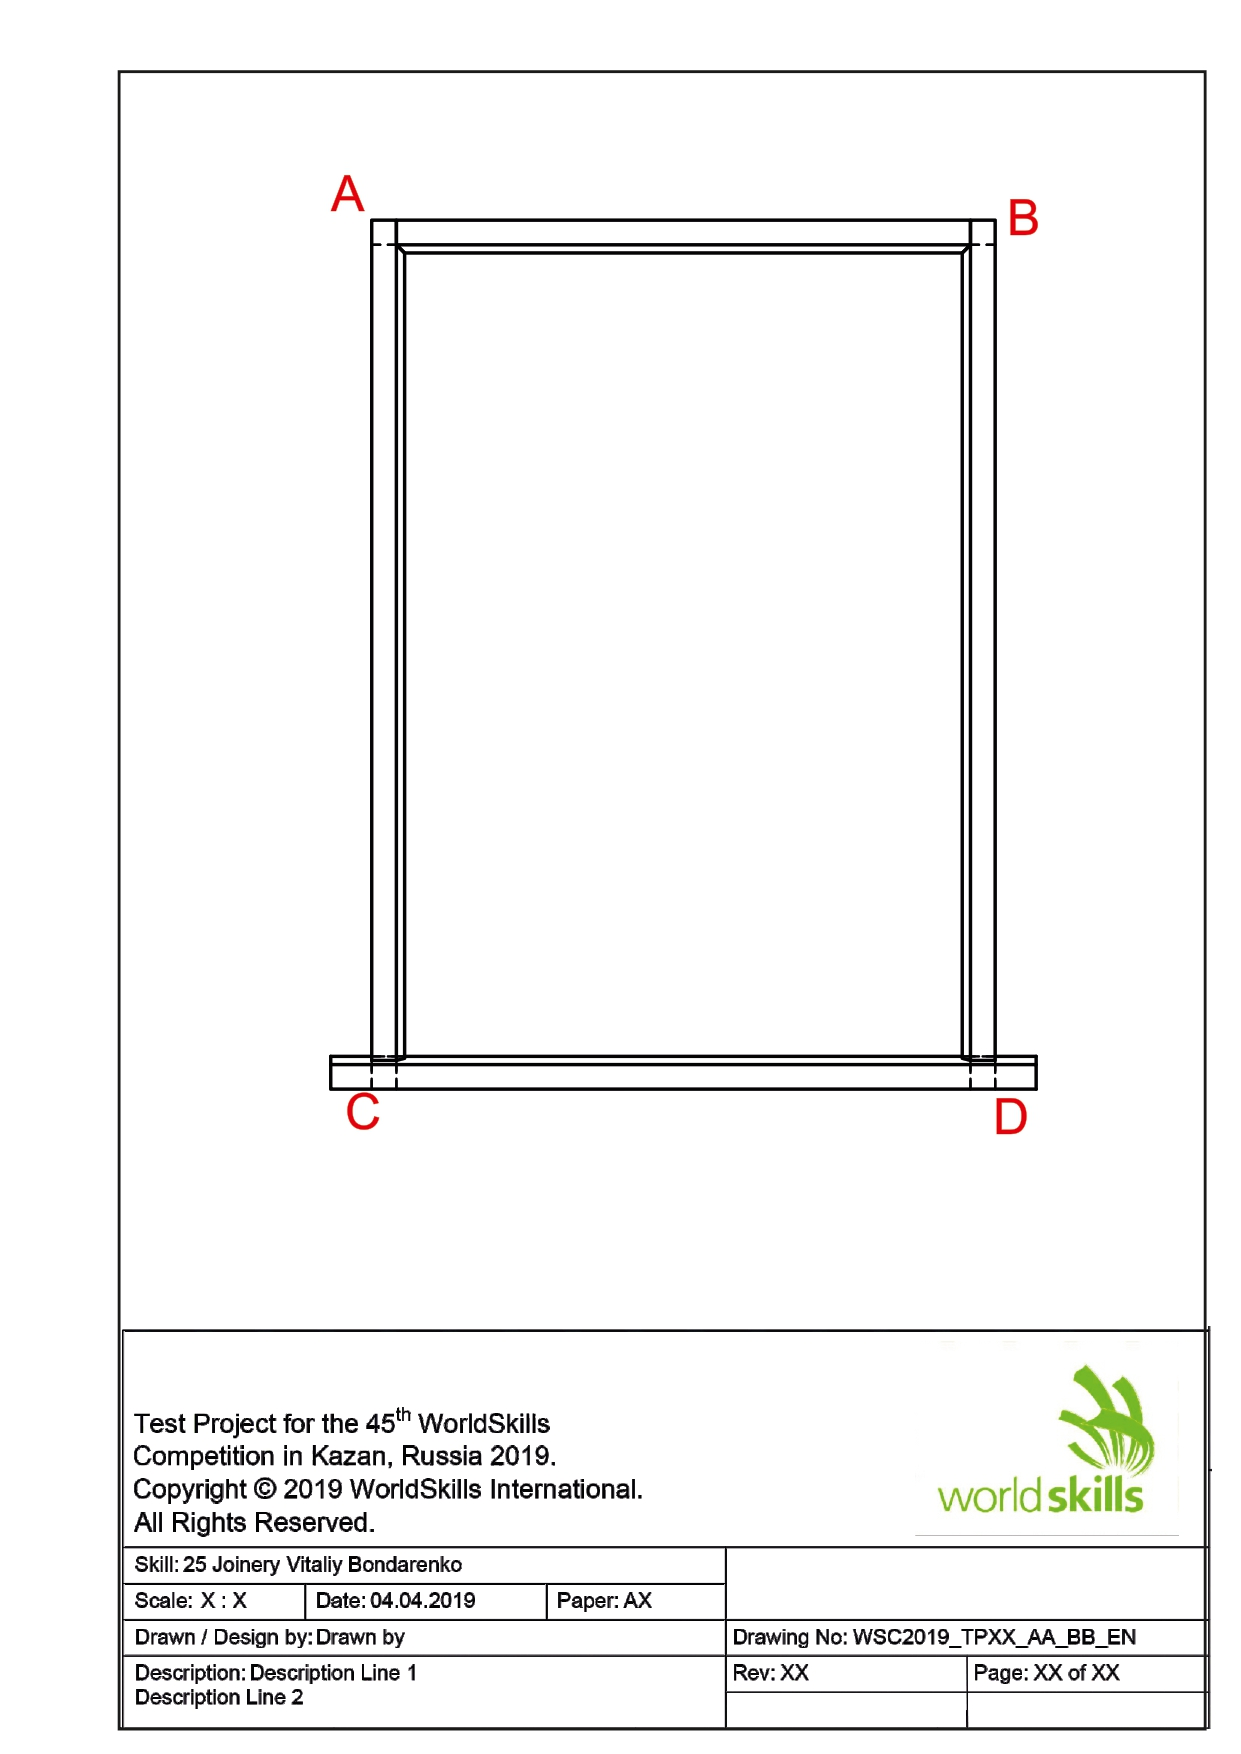 A
B
C
D
Test Project for the 45th WorldSkills
Competition in Kazan, Russia 2019.
Copyright © 2019 WorldSkills International.
All Rights Reserved.
worldskills
Skill: 25 Joinery Vitaliy Bondarenko
Scale: X : X Date: 04.04.2019 Paper: AX
Drawn / Design by: Drawn by Drawing No: WSC2019_TPXX_AA_BB_EN
Description: Description Line 1 Rev: XX Page: XX of XX
Description Line 2